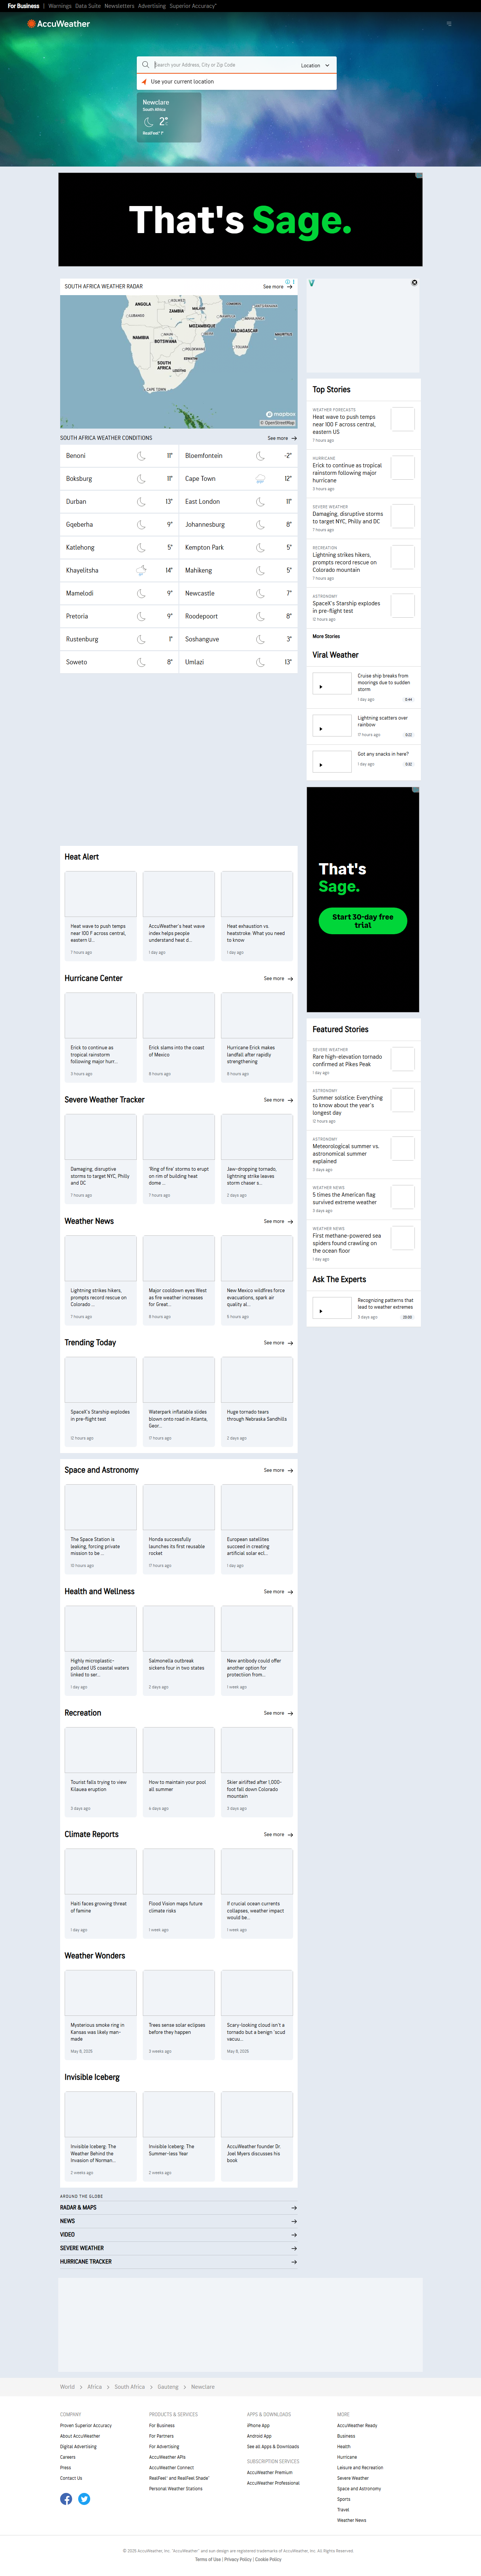 For Business | Warnings Data Suite Newsletters Advertising Superior Accuracy™
AccuWeather
Search your Address, City or Zip Code
Location
Use your current location
Newclare
South Africa
2°
RealFeel® 1°
That's Sage.
SOUTH AFRICA WEATHER RADAR
See more
ANGOLA
ZAMBIA
MALAWI
MOZAMBIQUE
MADAGASCAR
MAURITIUS
NAMIBIA
BOTSWANA
SOUTH AFRICA
LESOTHO
CAPE TOWN
mapbox
© OpenStreetMap
SOUTH AFRICA WEATHER CONDITIONS
See more
Benoni 11°
Bloemfontein -2°
Boksburg 11°
Cape Town 12°
Durban 13°
East London 11°
Gqeberha 9°
Johannesburg 8°
Katlehong 5°
Kempton Park 5°
Khayelitsha 14°
Mahikeng 5°
Mamelodi 9°
Newcastle 7°
Pretoria 9°
Roodepoort 8°
Rustenburg 1°
Soshanguve 3°
Soweto 8°
Umlazi 13°
Top Stories
WEATHER FORECASTS
Heat wave to push temps
near 100 F across central,
eastern US
7 hours ago
HURRICANE
Erick to continue as tropical
rainstorm following major
hurricane
3 hours ago
SEVERE WEATHER
Damaging, disruptive storms
to target NYC, Philly and DC
7 hours ago
RECREATION
Lightning strikes hikers,
prompts record rescue on
Colorado mountain
7 hours ago
ASTRONOMY
SpaceX's Starship explodes
in pre-flight test
12 hours ago
More Stories
Viral Weather
Cruise ship breaks from
moorings due to sudden
storm
1 day ago
0:44
Lightning scatters over
rainbow
17 hours ago
Got any snacks in here?
1 day ago
That's
Sage.
Start 30-day free
trial
Featured Stories
SEVERE WEATHER
Rare high-elevation tornado
confirmed at Pikes Peak
1 day ago
ASTRONOMY
Summer solstice: Everything
to know about the year's
longest day
12 hours ago
ASTRONOMY
Meteorological summer vs.
astronomical summer
explained
3 days ago
WEATHER NEWS
5 times the American flag
survived extreme weather
3 days ago
WEATHER NEWS
First methane-powered sea
spiders found crawling on
the ocean floor
1 day ago
Ask The Experts
Recognizing patterns that
lead to weather extremes
3 days ago
Heat Alert
Heat wave to push temps
near 100 F across central,
eastern U...
7 hours ago
AccuWeather's heat wave
index helps people
understand heat d...
1 day ago
Heat exhaustion vs.
heatstroke: What you need
to know
1 day ago
Hurricane Center
See more
Erick to continue as
tropical rainstorm
following major hurr...
3 hours ago
Erick slams into the coast
of Mexico
8 hours ago
Hurricane Erick makes
landfall after rapidly
strengthening
8 hours ago
Severe Weather Tracker
See more
Damaging, disruptive
storms to target NYC, Philly
and DC
7 hours ago
'Ring of fire' storms to erupt
on rim of building heat
dome ...
7 hours ago
Jaw-dropping tornado,
lightning strike leaves
storm chaser s...
2 days ago
Weather News
See more
Lightning strikes hikers,
prompts record rescue on
Colorado ...
7 hours ago
Major cooldown eyes West
as fire weather increases
for Great...
8 hours ago
New Mexico wildfires force
evacuations, spark air
quality al...
5 hours ago
Trending Today
See more
SpaceX's Starship explodes
in pre-flight test
12 hours ago
Waterpark inflatable slides
blown onto road in Atlanta,
Geor...
17 hours ago
Huge tornado tears
through Nebraska Sandhills
2 days ago
Space and Astronomy
See more
The Space Station is
leaking, forcing private
mission to be ...
15 hours ago
Honda successfully
launches its first reusable
rocket
17 hours ago
European satellites
succeed in creating
artificial solar ecl...
1 day ago
Health and Wellness
See more
Highly microplastic-
polluted US coastal waters
linked to ser...
1 day ago
Salmonella outbreak
sickens four in two states
2 days ago
New antibody could offer
another option for
protection from...
1 week ago
Recreation
See more
Tourist falls trying to view
Kilauea eruption
3 days ago
How to maintain your pool
all summer
6 days ago
Skier airlifted after 1,000-
foot fall down Colorado
mountain
3 days ago
Climate Reports
See more
Haiti faces growing threat
of famine
1 day ago
Flood Vision maps future
climate risks
1 week ago
If crucial ocean currents
collapses, weather impact
would be...
1 week ago
Weather Wonders
Mysterious smoke ring in
Kansas was likely man-
made
May 8, 2025
Trees sense solar eclipses
before they happen
3 weeks ago
Scary-looking cloud isn't a
tornado but a benign 'scud
vacuu...
May 8, 2025
Invisible Iceberg
Invisible Iceberg: The
Weather Behind the
Invasion of Norman...
2 weeks ago
Invisible Iceberg: The
Summer-less Year
2 weeks ago
AccuWeather founder Dr.
Joel Myers discusses his
book
AROUND THE GLOBE
RADAR & MAPS
NEWS
VIDEO
SEVERE WEATHER
HURRICANE TRACKER
World > Africa > South Africa > Gauteng > Newclare
COMPANY
Proven Superior Accuracy
About AccuWeather
Digital Advertising
Careers
Press
Contact Us
PRODUCTS & SERVICES
For Business
For Partners
For Advertising
AccuWeather APIs
AccuWeather Connect
RealFeel® and RealFeel Shade™
Personal Weather Stations
APPS & DOWNLOADS
iPhone App
Android App
See all Apps & Downloads
SUBSCRIPTION SERVICES
AccuWeather Premium
AccuWeather Professional
MORE
AccuWeather Ready
Business
Health
Hurricane
Leisure and Recreation
Severe Weather
Space and Astronomy
Sports
Travel
Weather News
© 2025 AccuWeather, Inc. "AccuWeather" and sun design are registered trademarks of AccuWeather, Inc. All Rights Reserved.
Terms of Use | Privacy Policy | Cookie Policy